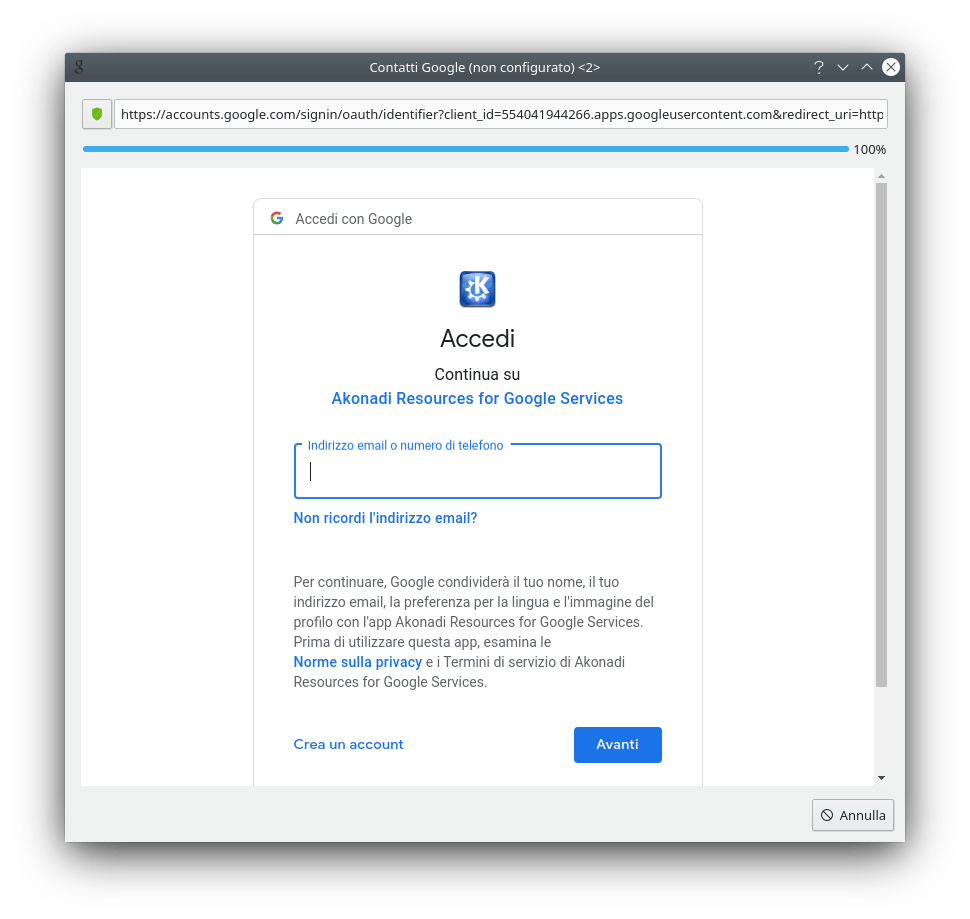 Contatti Google (non configurato) <2>
https://accounts.google.com/signin/oauth/identifier?client_id=554041944266.apps.googleusercontent.com&redirect_uri=http
100%
Accedi con Google
Accedi
Continua su
Akonadi Resources for Google Services
Indirizzo email o numero di telefono
Non ricordi l'indirizzo email?
Per continuare, Google condividerà il tuo nome, il tuo
indirizzo email, la preferenza per la lingua e l'immagine del
profilo con l'app Akonadi Resources for Google Services.
Prima di utilizzare questa app, esamina le
Norme sulla privacy e i Termini di servizio di Akonadi
Resources for Google Services.
Crea un account
Avanti
Annulla